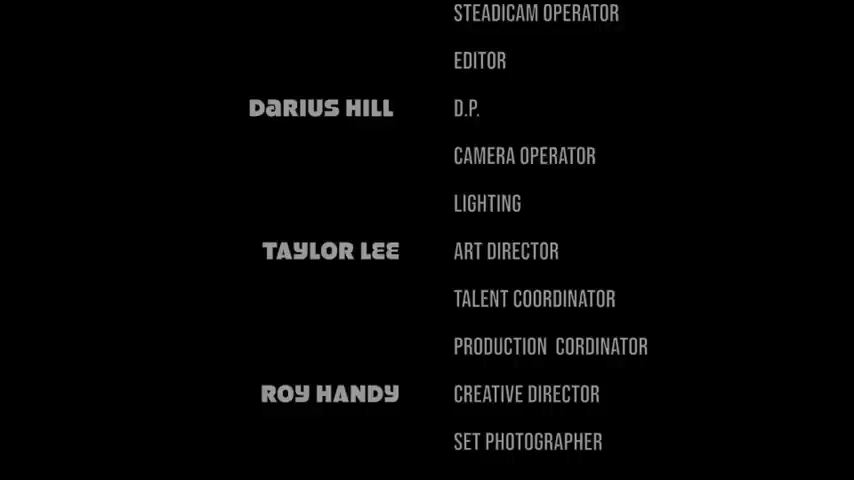 STEADICAM OPERATOR
EDITOR
DARIUS HILL D.P.
CAMERA OPERATOR
LIGHTING
TAYLOR LEE ART DIRECTOR
TALENT COORDINATOR
PRODUCTION CORDINATOR
ROY HANDY CREATIVE DIRECTOR
SET PHOTOGRAPHER